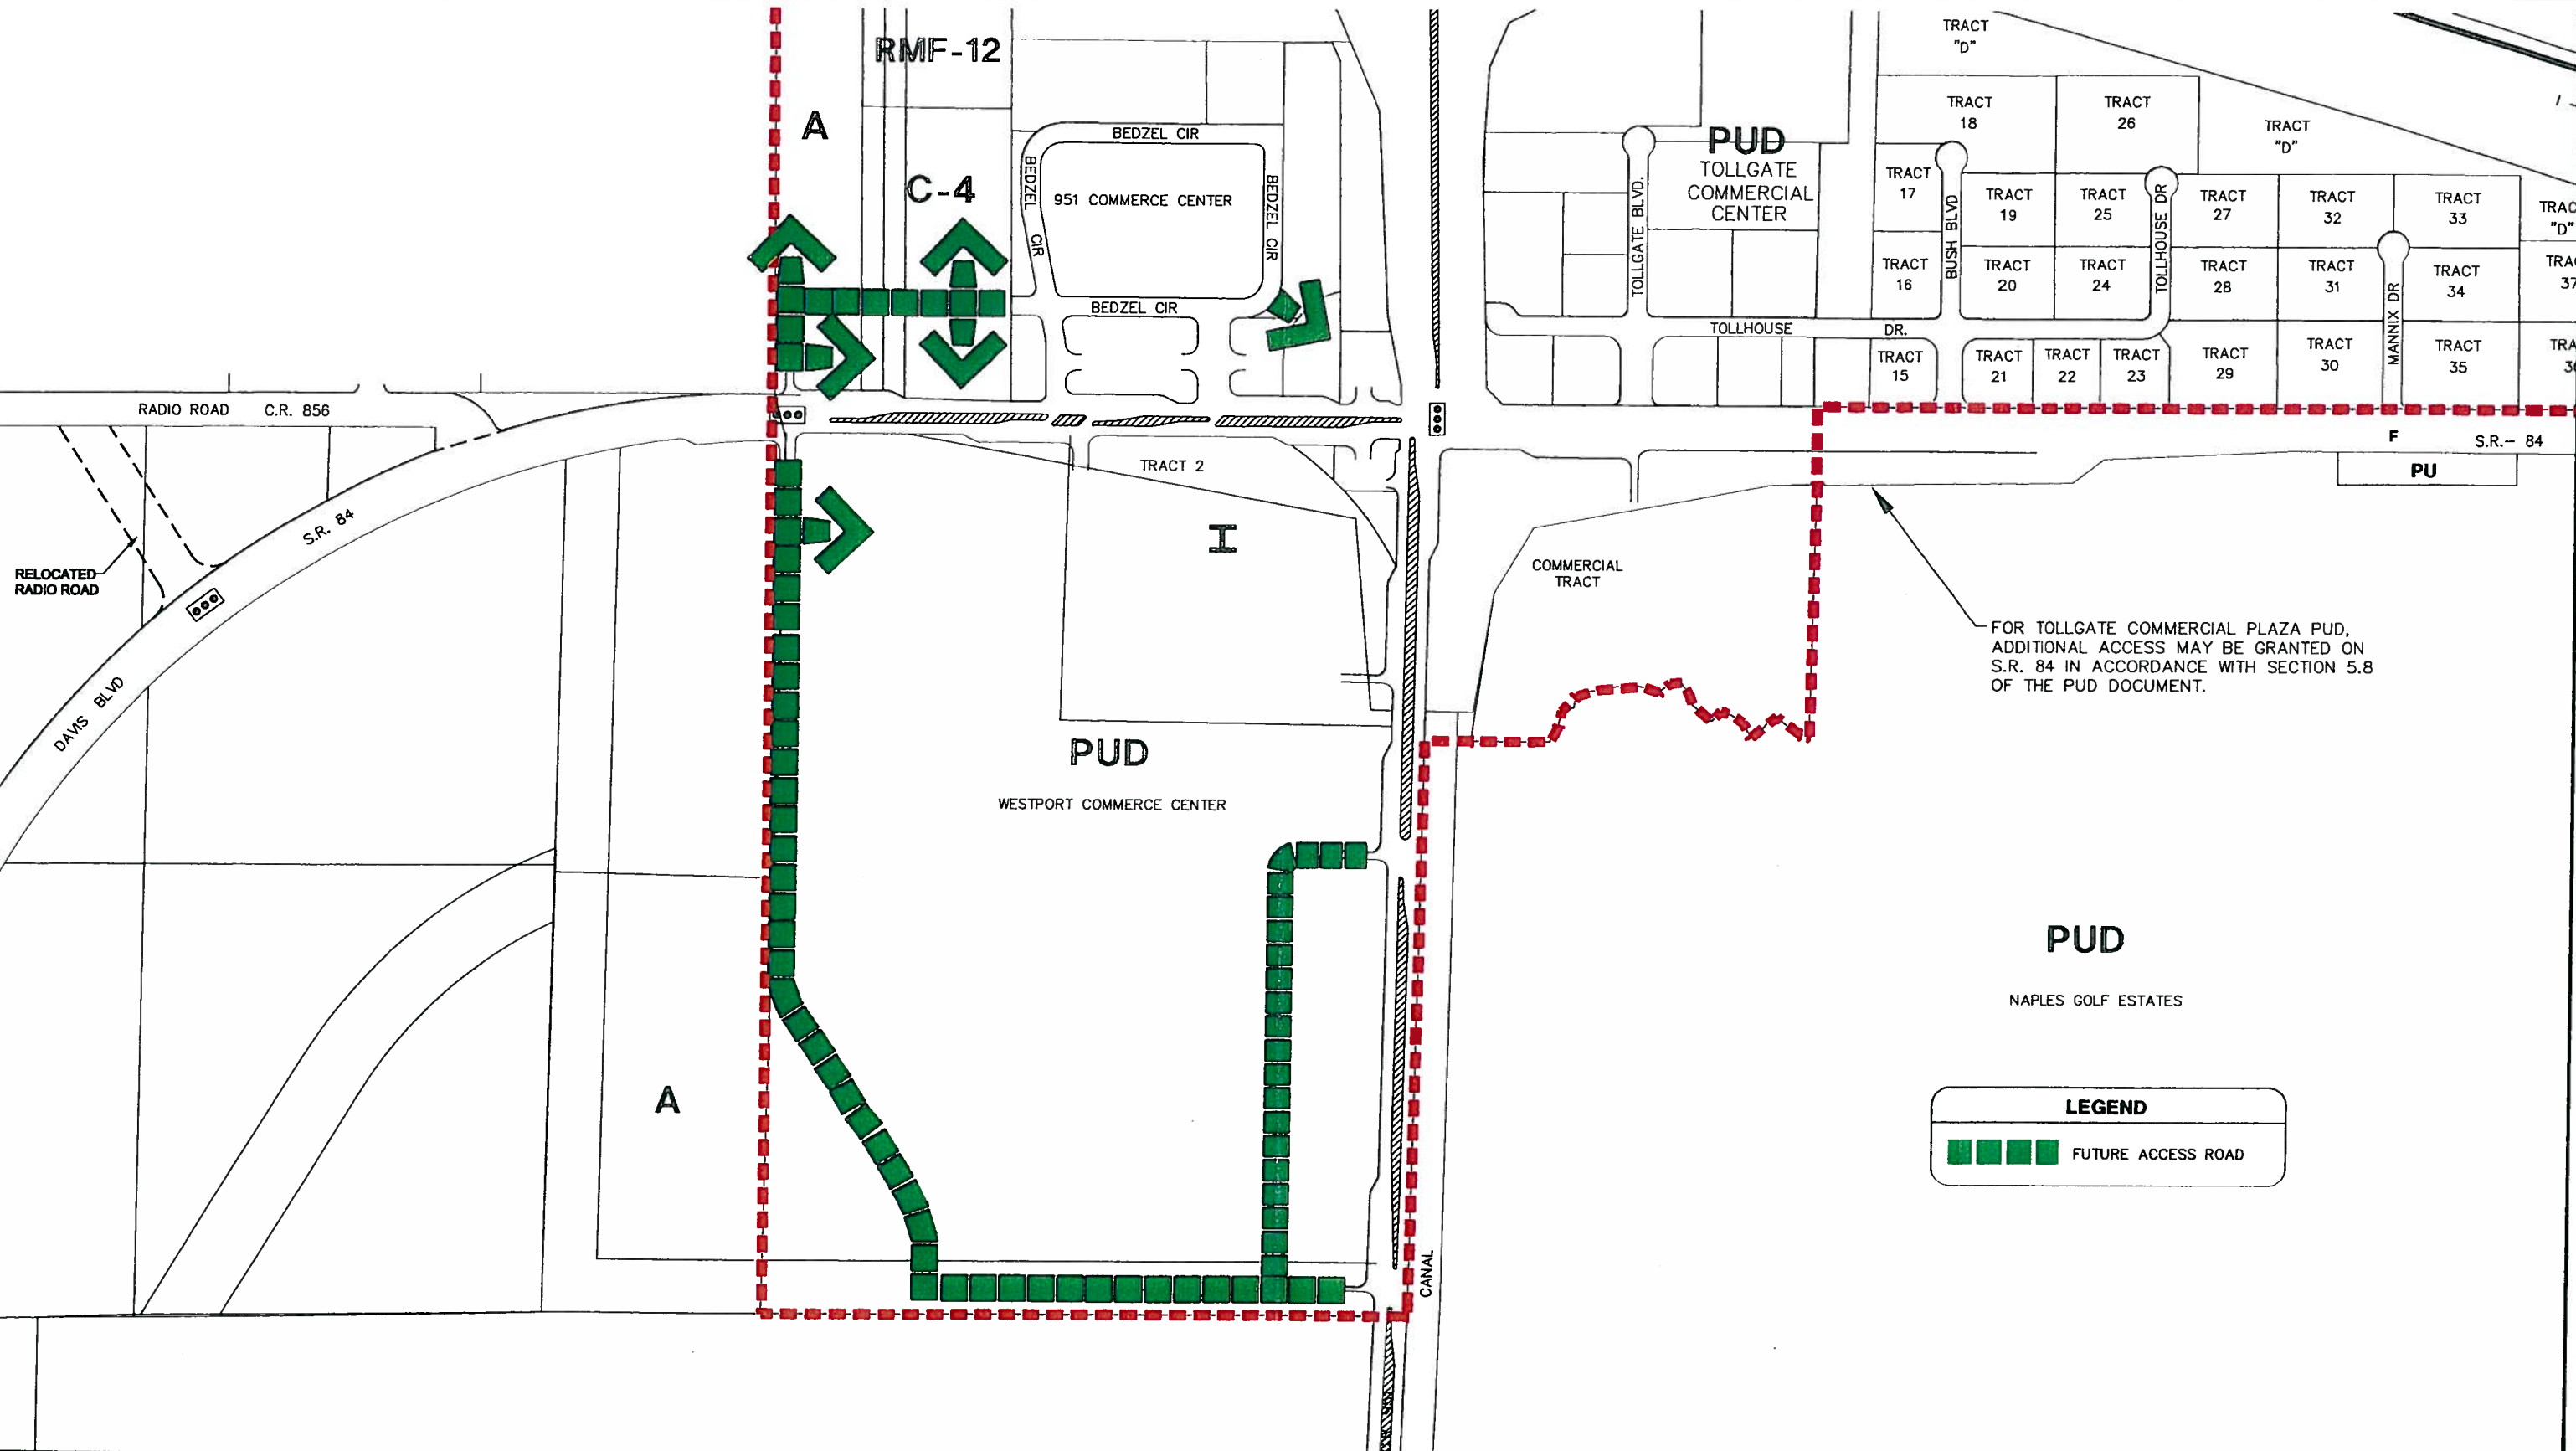 RMF-12
A
C-4
BEDZEL CIR
BEDZEL
CIR
951 COMMERCE CENTER
BEDZEL CIR
BEDZEL CIR
TOLLGATE BLVD.
PUD
TOLLGATE
COMMERCIAL
CENTER
TRACT
"D"
TRACT
18
TRACT
26
TRACT
"D"
TRACT
17
BUSH BLVD
TRACT
19
TRACT
25
TOLLHOUSE DR
TRACT
27
TRACT
32
TRACT
33
TRAC
"D"
TRACT
16
TRACT
20
TRACT
24
TRACT
28
TRACT
31
TRACT
34
TRA
37
TOLLHOUSE DR.
TRACT
15
TRACT
21
TRACT
22
TRACT
23
TRACT
29
TRACT
30
MANNIX DR
TRACT
35
TRA
RADIO ROAD C.R. 856
S.R. 84
DAVIS BLVD
RELOCATED
RADIO ROAD
TRACT 2
I
COMMERCIAL
TRACT
F
S.R.- 84
PU
FOR TOLLGATE COMMERCIAL PLAZA PUD,
ADDITIONAL ACCESS MAY BE GRANTED ON
S.R. 84 IN ACCORDANCE WITH SECTION 5.8
OF THE PUD DOCUMENT.
PUD
WESTPORT COMMERCE CENTER
PUD
NAPLES GOLF ESTATES
A
CANAL
LEGEND
FUTURE ACCESS ROAD